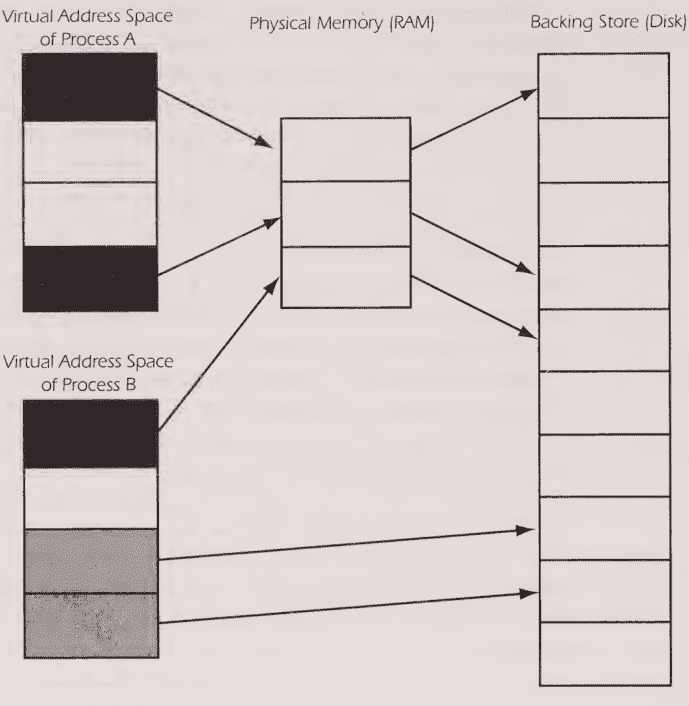 Virtual Address Space
of Process A
Physical Memory (RAM)
Backing Store (Disk)
Virtual Address Space
of Process B